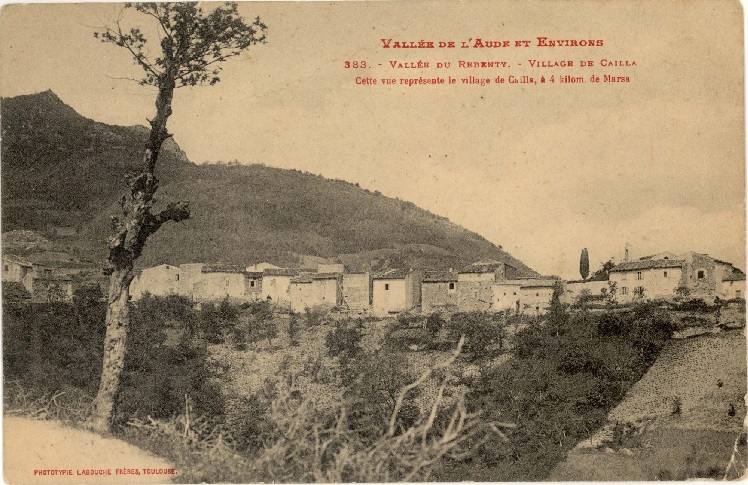 VALLÉE DE L'AUDE ET ENVIRONS
383. - VALLÉE DU REBENTY. - VILLAGE DE CAILLA
Cette vue représente le village de Cailla, à 4 kilom. de Marsa
PHOTOTYPIE LABOUCHE FRÈRES, TOULOUSE.